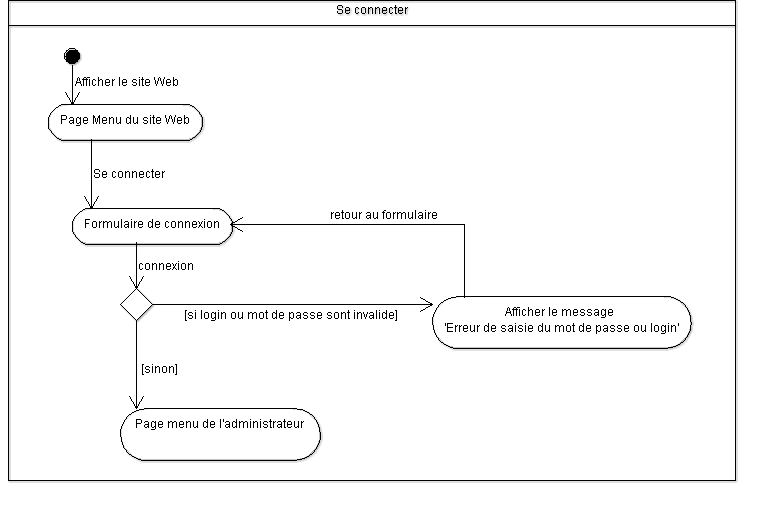 Se connecter
Afficher le site Web
Page Menu du site Web
Se connecter
Formulaire de connexion
retour au formulaire
connexion
[si login ou mot de passe sont invalide]
Afficher le message
'Erreur de saisie du mot de passe ou login'
[sinon]
Page menu de l'administrateur